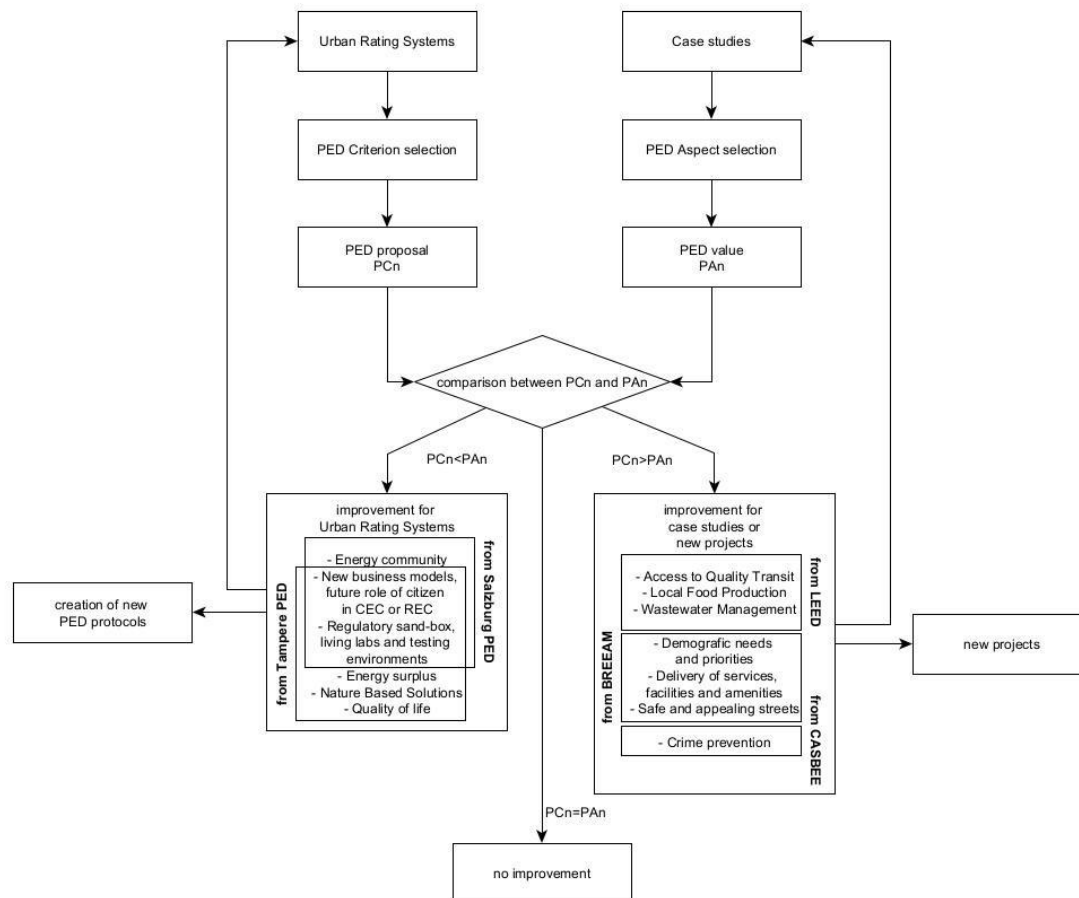 Urban Rating Systems
Case studies
PED Criterion selection
PED Aspect selection
PED proposal
PCn
PED value
PAn
comparison between PCn and PAn
PCn<PAn
PCn>PAn
improvement for
Urban Rating Systems
from Salzburg PED
- Energy community
- New business models,
future role of citizen
in CEC or REC
- Regulatory sand-box,
living labs and testing
environments
- Energy surplus
- Nature Based Solutions
- Quality of life
from Tampere PED
creation of new
PED protocols
improvement for
case studies or
new projects
from LEED
- Access to Quality Transit
- Local Food Production
- Wastewater Management
from BREEAM
- Demografic needs
and priorities
- Delivery of services,
facilities and amenities
- Safe and appealing streets
from CASBEE
- Crime prevention
new projects
PCn=PAn
no improvement